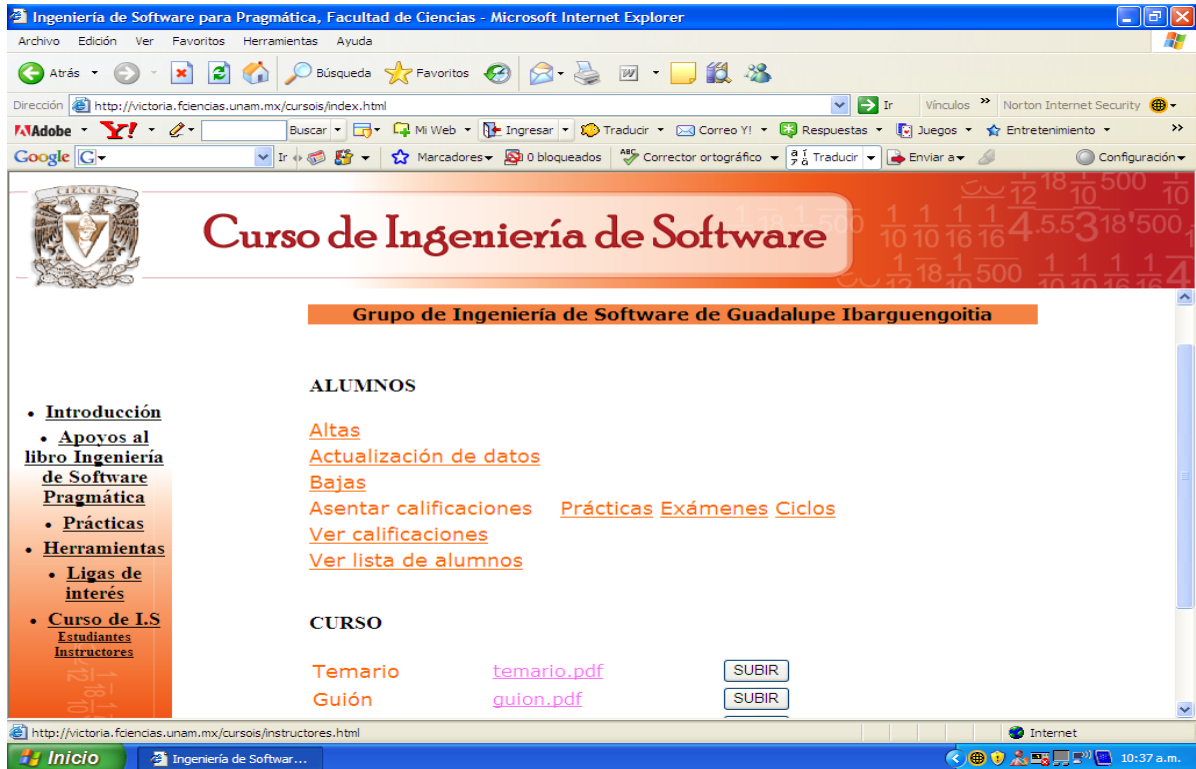 Ingeniería de Software para Pragmática, Facultad de Ciencias - Microsoft Internet Explorer
Archivo Edición Ver Favoritos Herramientas Ayuda
Atrás Búsqueda Favoritos
Dirección http://victoria.fciencias.unam.mx/cursois/index.html Ir Vínculos » Norton Internet Security
Adobe Y! Buscar Mi Web Ingresar Traducir Correo Y! Respuestas Juegos Entretenimiento »
Google G Ir Marcadores 0 bloqueados Corrector ortográfico Traducir Enviar a Configuración
CIENCIAS
Curso de Ingeniería de Software
Grupo de Ingeniería de Software de Guadalupe Ibarguengoitia
• Introducción
• Apoyos al
libro Ingeniería
de Software
Pragmática
• Prácticas
• Herramientas
• Ligas de
interés
• Curso de I.S
Estudiantes
Instructores
ALUMNOS
Altas
Actualización de datos
Bajas
Asentar calificaciones Prácticas Exámenes Ciclos
Ver calificaciones
Ver lista de alumnos
CURSO
Temario temario.pdf SUBIR
Guión guion.pdf SUBIR
http://victoria.fciencias.unam.mx/cursois/instructores.html Internet
Inicio Ingeniería de Softwar... 10:37 a.m.